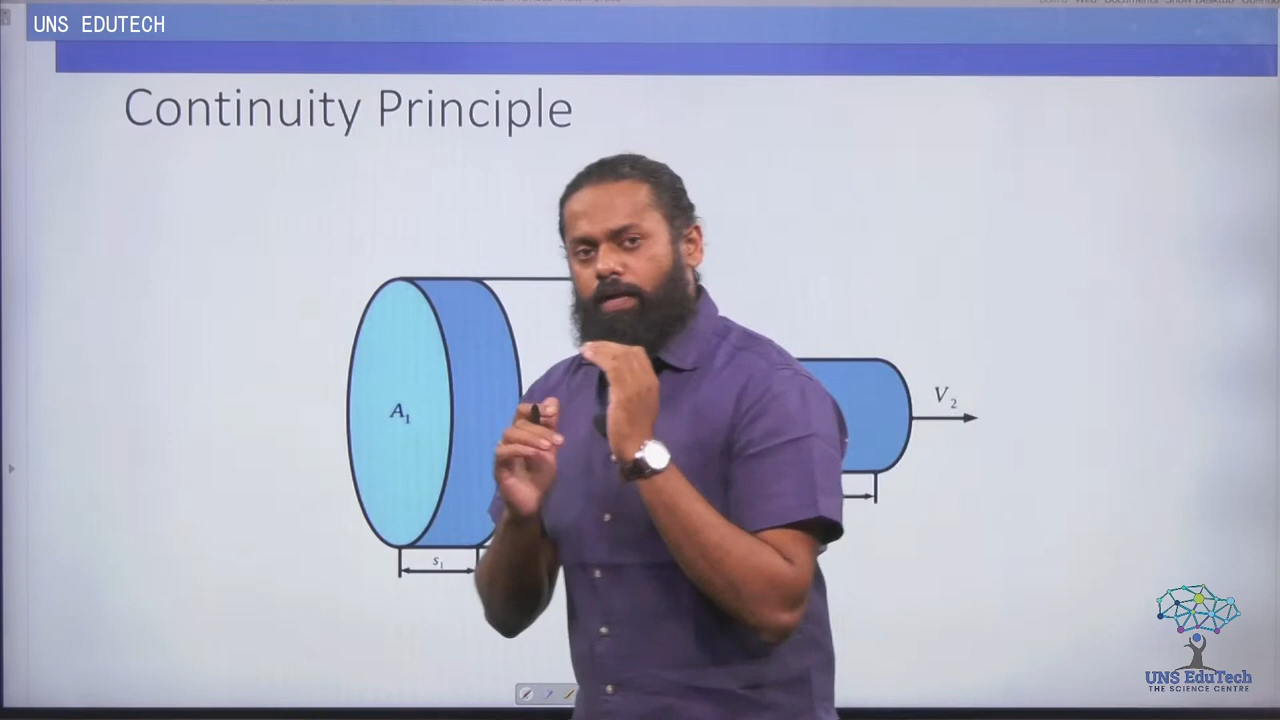 UNS EDUTECH
Continuity Principle
A₁
V₂
s₁
UNS EduTech
THE SCIENCE CENTRE